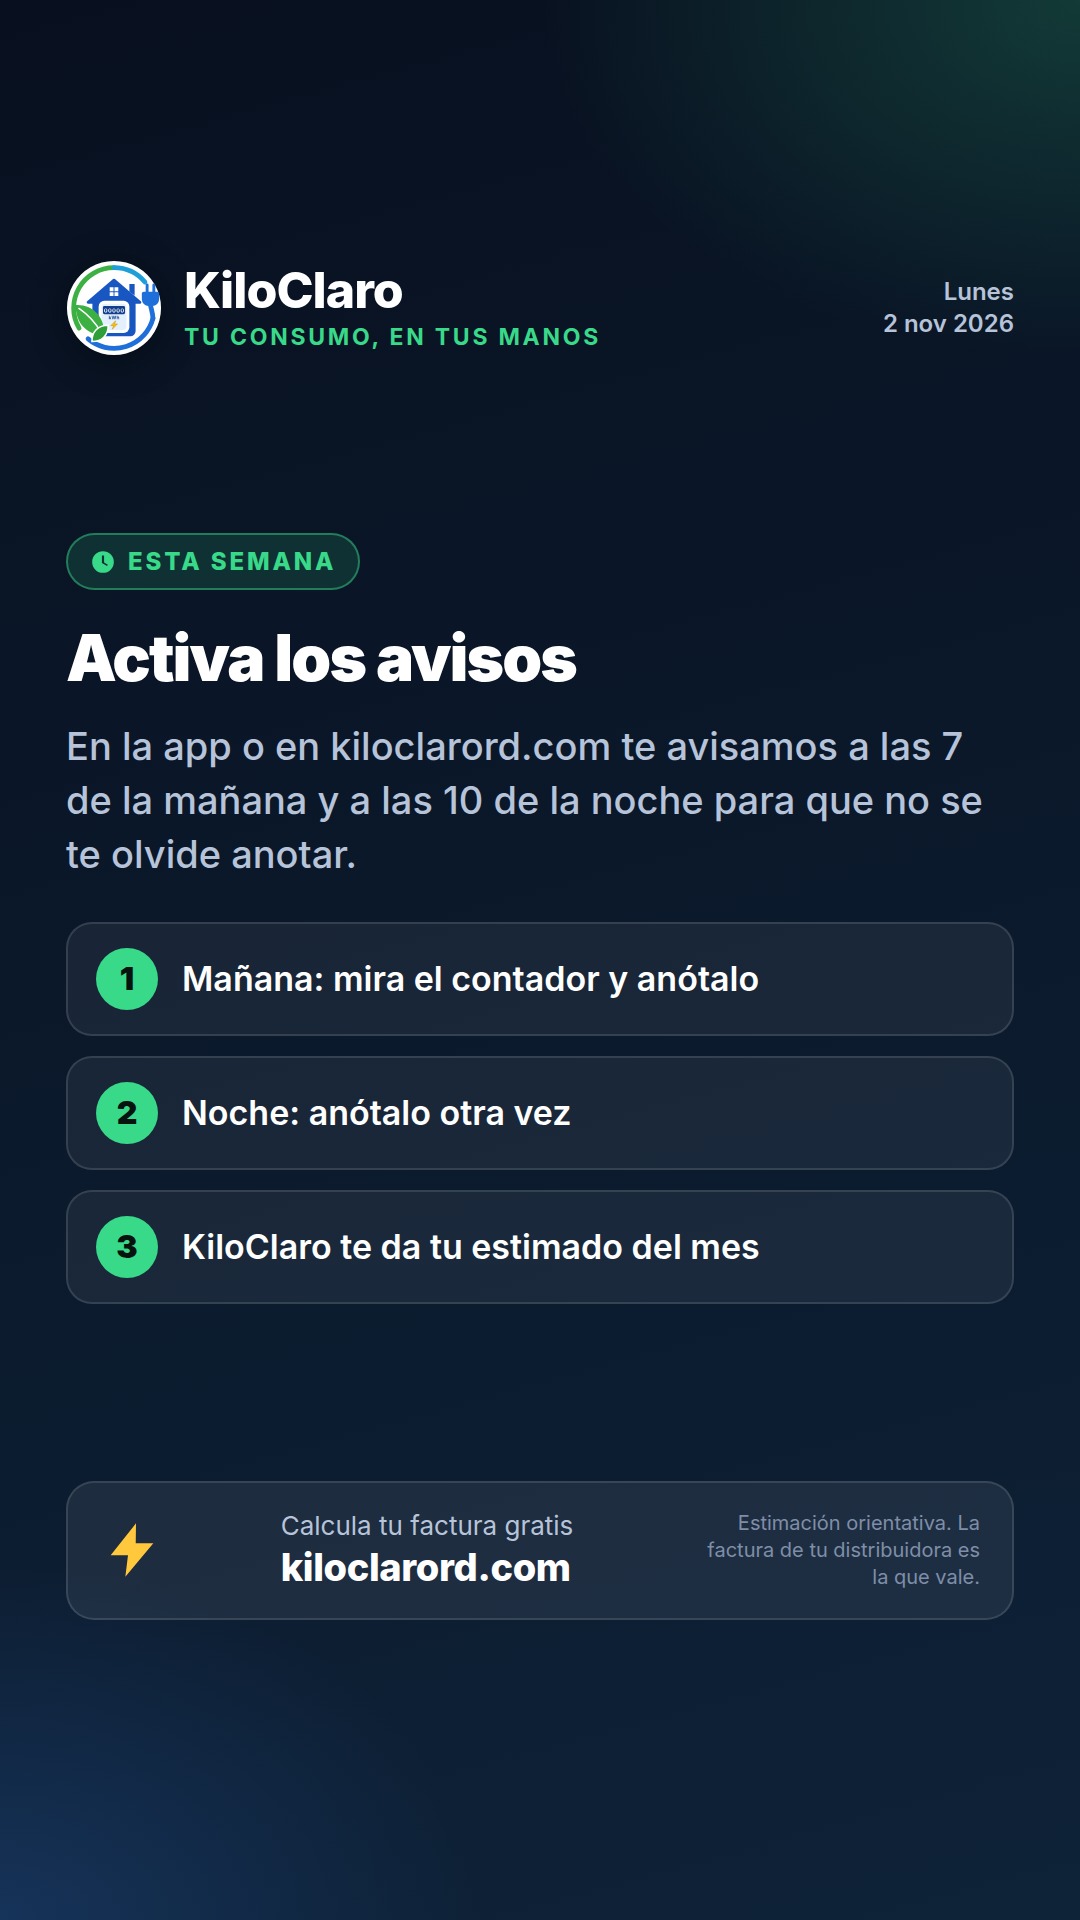 KiloClaro
TU CONSUMO, EN TUS MANOS
Lunes
2 nov 2026
ESTA SEMANA
Activa los avisos
En la app o en kiloclarord.com te avisamos a las 7
de la mañana y a las 10 de la noche para que no se
te olvide anotar.
1 Mañana: mira el contador y anótalo
2 Noche: anótalo otra vez
3 KiloClaro te da tu estimado del mes
Calcula tu factura gratis
kiloclarord.com
Estimación orientativa. La
factura de tu distribuidora es
la que vale.